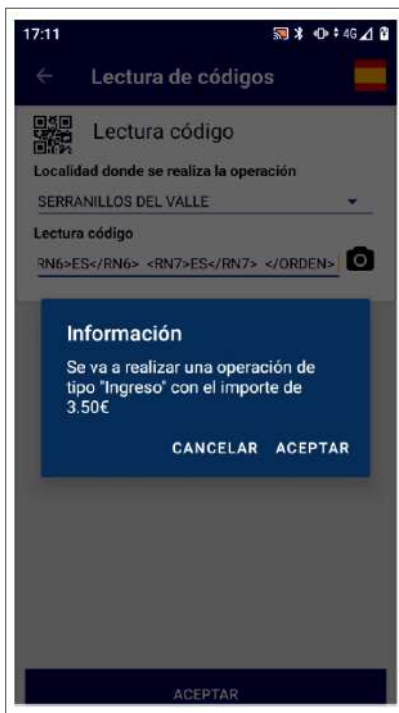 17:11
4G
Lectura de códigos
Lectura código
Localidad donde se realiza la operación
SERRANILLOS DEL VALLE
Lectura código
RN6>ES</RN6> <RN7>ES</RN7> </ORDEN>
Información
Se va a realizar una operación de
tipo "Ingreso" con el importe de
3.50€
CANCELAR ACEPTAR
ACEPTAR